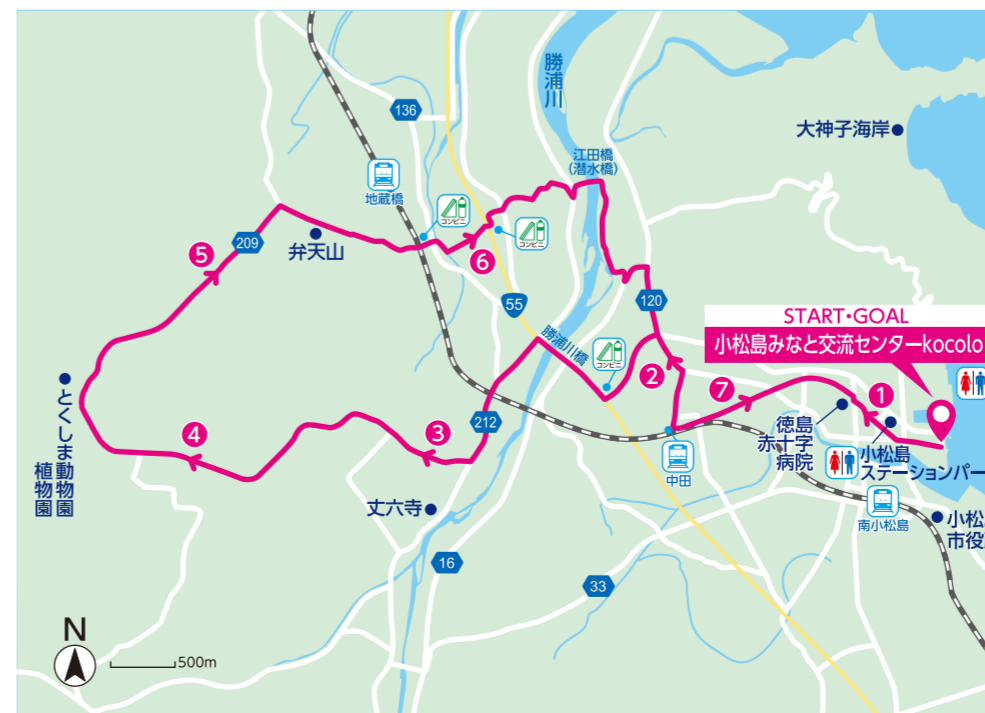 勝浦川
136
大神子海岸
江田橋
(潜水橋)
地蔵橋
コンビニ
コンビニ
209
弁天山
5
6
55
120
START・GOAL
小松島みなと交流センターkocolo
勝浦川橋
コンビニ
2
7
1
とくしま動物園
植物園
4
3
212
徳島
赤十字
病院
小松島
ステーションパー
中田
丈六寺
南小松島
小松
市役
16
33
N
500m